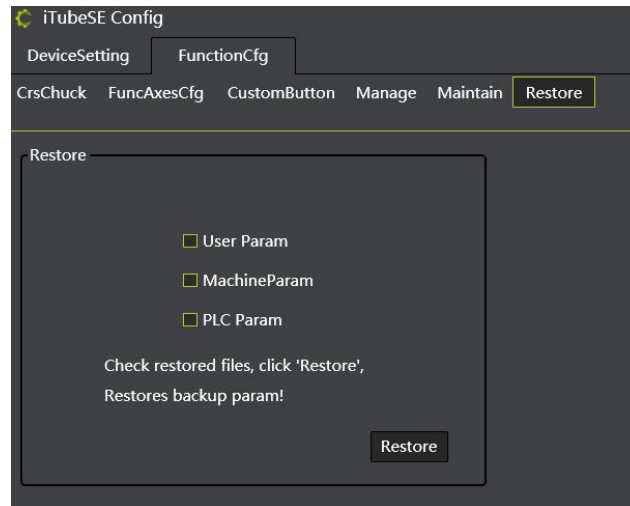 iTubeSE Config
DeviceSetting FunctionCfg
CrsChuck FuncAxesCfg CustomButton Manage Maintain Restore
Restore
User Param
MachineParam
PLC Param
Check restored files, click 'Restore',
Restores backup param!
Restore